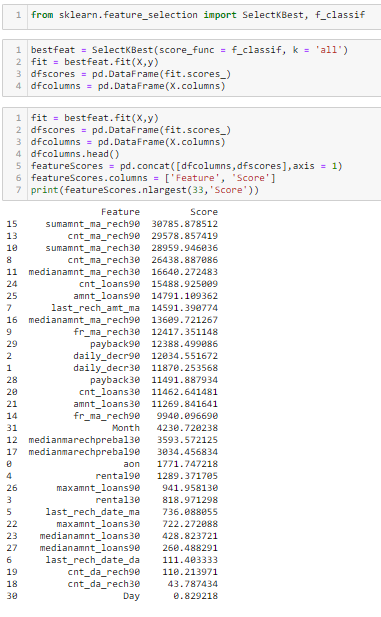 1 from sklearn.feature_selection import SelectKBest, f_classif
1 bestfeat = SelectKBest(score_func = f_classif, k = 'all')
2 fit = bestfeat.fit(X,y)
3 dfscores = pd.DataFrame(fit.scores_)
4 dfcolumns = pd.DataFrame(X.columns)
1 fit = bestfeat.fit(X,y)
2 dfscores = pd.DataFrame(fit.scores_)
3 dfcolumns = pd.DataFrame(X.columns)
4 dfcolumns.head()
5 featureScores = pd.concat([dfcolumns,dfscores],axis = 1)
6 featureScores.columns = ['Feature', 'Score']
7 print(featureScores.nlargest(33,'Score'))
Feature Score
15 sumamnt_ma_rech90 30785.878512
13 cnt_ma_rech90 29578.857419
10 sumamnt_ma_rech30 28959.946036
8 cnt_ma_rech30 26438.887086
11 medianamnt_ma_rech30 16640.272483
24 cnt_loans90 15488.925009
25 amnt_loans90 14791.109362
7 last_rech_amt_ma 14591.390774
16 medianamnt_ma_rech90 13609.721267
9 fr_ma_rech30 12417.351148
29 payback90 12388.499086
2 daily_decr90 12034.551672
1 daily_decr30 11870.253568
28 payback30 11491.887934
20 cnt_loans30 11462.641481
21 amnt_loans30 11269.841641
14 fr_ma_rech90 9940.096690
31 Month 4230.720238
12 medianmarechprebal30 3593.572125
17 medianmarechprebal90 3034.456834
0 aon 1771.747218
4 rental90 1289.371705
26 maxamnt_loans90 941.958130
3 rental30 818.971298
5 last_rech_date_ma 736.088055
22 maxamnt_loans30 722.272088
23 medianamnt_loans30 428.823721
27 medianamnt_loans90 260.488291
6 last_rech_date_da 111.403333
19 cnt_da_rech90 110.213971
18 cnt_da_rech30 43.787434
30 Day 0.829218